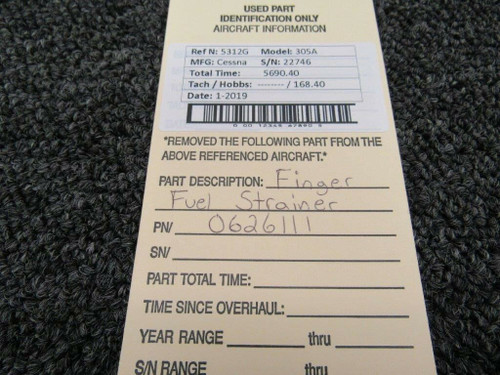 USED PART
IDENTIFICATION ONLY
AIRCRAFT INFORMATION
Ref N: 5312G Model: 305A
MFG: Cessna S/N: 22746
Total Time: 5690.40
Tach / Hobbs: -------- / 168.40
Date: 1-2019
*REMOVED THE FOLLOWING PART FROM THE
ABOVE REFERENCED AIRCRAFT.*
PART DESCRIPTION: Finger
Fuel Strainer
PN/ 0626111
SN/
PART TOTAL TIME:
TIME SINCE OVERHAUL:
YEAR RANGE thru
S/N RANGE thru